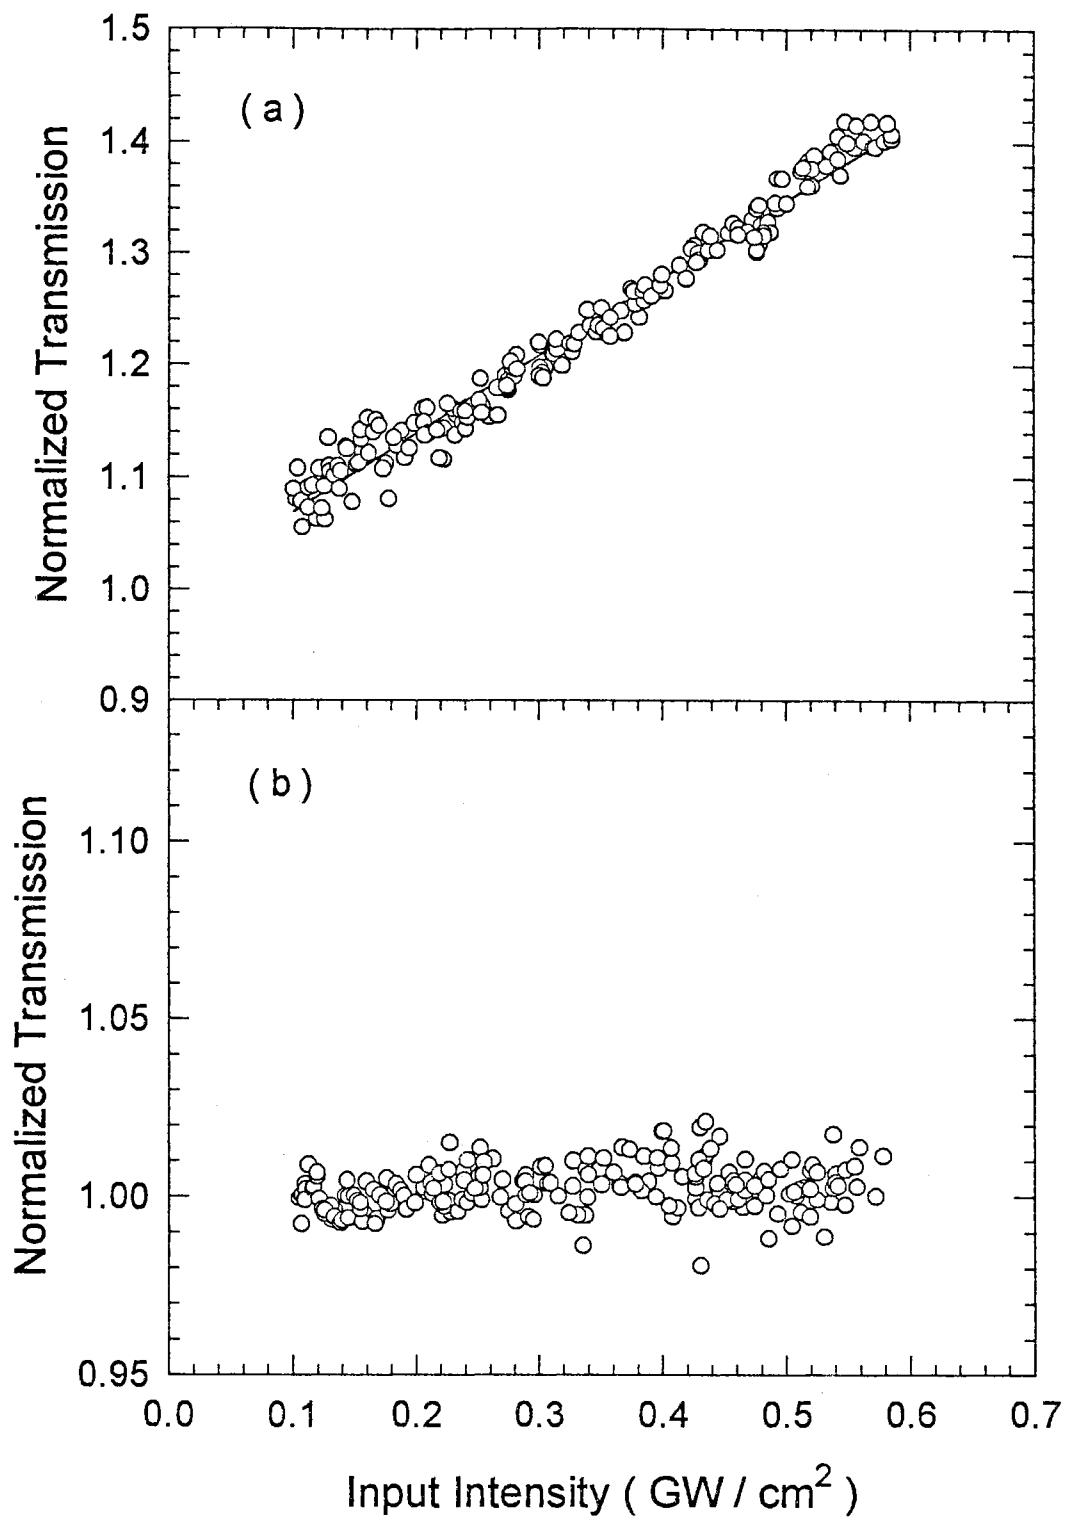 1.5
( a )
1.4
1.3
1.2
1.1
1.0
0.9
Normalized Transmission
( b )
1.10
1.05
1.00
0.95
Normalized Transmission
0.0 0.1 0.2 0.3 0.4 0.5 0.6 0.7
Input Intensity ( GW / cm² )